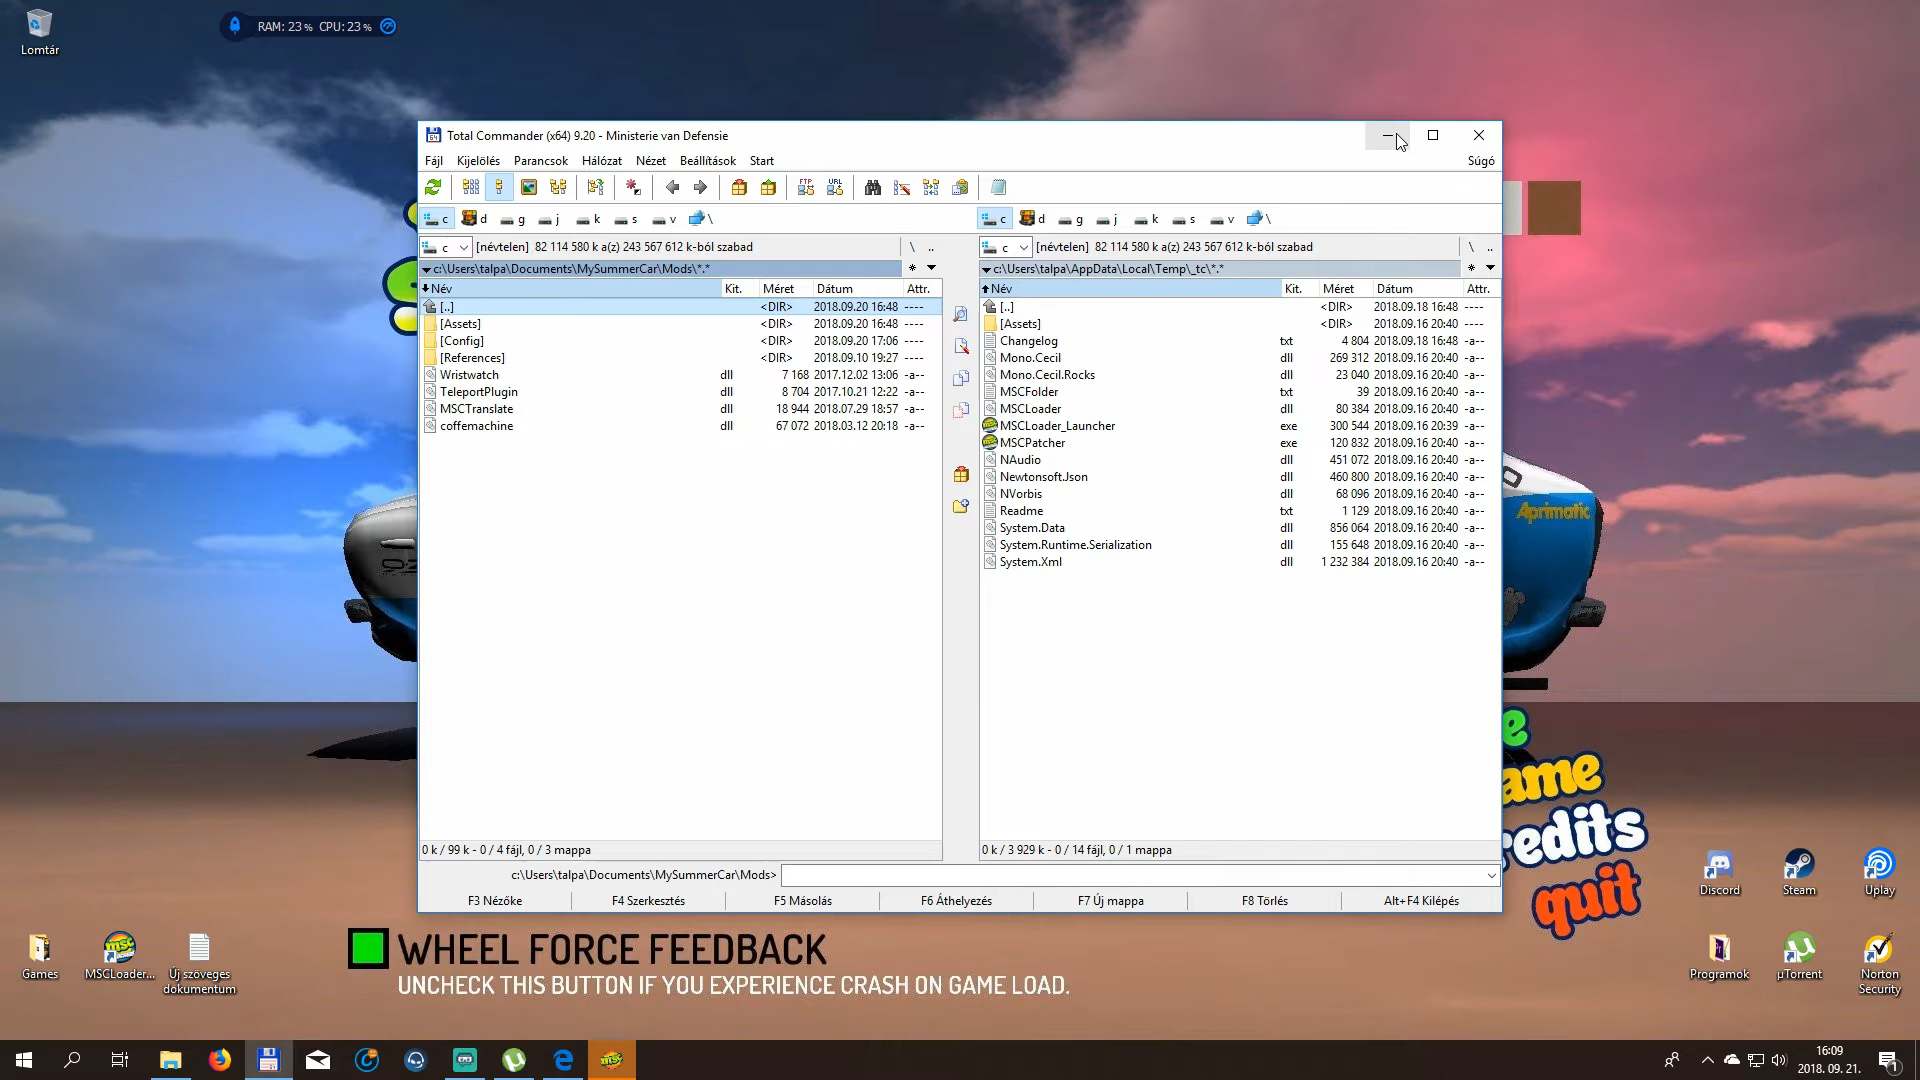 Lomtár
RAM: 23 % CPU: 23 %
Total Commander (x64) 9.20 - Ministerie van Defensie
Fájl Kijelölés Parancsok Hálózat Nézet Beállítások Start Súgó
FTP URL
c d g j k s v \ c d g j k s v \
c [névtelen] 82 114 580 k a(z) 243 567 612 k-ból szabad \ .. c [névtelen] 82 114 580 k a(z) 243 567 612 k-ból szabad \ ..
c:\Users\talpa\Documents\MySummerCar\Mods\*.* * c:\Users\talpa\AppData\Local\Temp\_tc\*.* *
Név Kit. Méret Dátum Attr. Név Kit. Méret Dátum Attr.
[..] <DIR> 2018.09.20 16:48 ---- [..] <DIR> 2018.09.18 16:48 ----
[Assets] <DIR> 2018.09.20 16:48 ---- [Assets] <DIR> 2018.09.16 20:40 ----
[Config] <DIR> 2018.09.20 17:06 ---- Changelog txt 4 804 2018.09.18 16:48 -a--
[References] <DIR> 2018.09.10 19:27 ---- Mono.Cecil dll 269 312 2018.09.16 20:40 -a--
Wristwatch dll 7 168 2017.12.02 13:06 -a-- Mono.Cecil.Rocks dll 23 040 2018.09.16 20:40 -a--
TeleportPlugin dll 8 704 2017.10.21 12:22 -a-- MSCFolder txt 39 2018.09.16 20:40 -a--
MSCTranslate dll 18 944 2018.07.29 18:57 -a-- MSCLoader dll 80 384 2018.09.16 20:40 -a--
coffemachine dll 67 072 2018.03.12 20:18 -a-- MSCLoader_Launcher exe 300 544 2018.09.16 20:39 -a--
MSCPatcher exe 120 832 2018.09.16 20:40 -a--
NAudio dll 451 072 2018.09.16 20:40 -a--
Newtonsoft.Json dll 460 800 2018.09.16 20:40 -a--
NVorbis dll 68 096 2018.09.16 20:40 -a--
Readme txt 1 129 2018.09.16 20:40 -a--
Aprimatic
System.Data dll 856 064 2018.09.16 20:40 -a--
System.Runtime.Serialization dll 155 648 2018.09.16 20:40 -a--
System.Xml dll 1 232 384 2018.09.16 20:40 -a--
0 k / 99 k - 0 / 4 fájl, 0 / 3 mappa 0 k / 3 929 k - 0 / 14 fájl, 0 / 1 mappa
c:\Users\talpa\Documents\MySummerCar\Mods>
F3 Nézőke F4 Szerkesztés F5 Másolás F6 Áthelyezés F7 Új mappa F8 Törlés Alt+F4 Kilépés
e
ame
redits
quit
Discord Steam Uplay
WHEEL FORCE FEEDBACK
UNCHECK THIS BUTTON IF YOU EXPERIENCE CRASH ON GAME LOAD.
Games MSCLoader... Új szöveges dokumentum
Programok µTorrent Norton Security
16:09
2018. 09. 21.
1